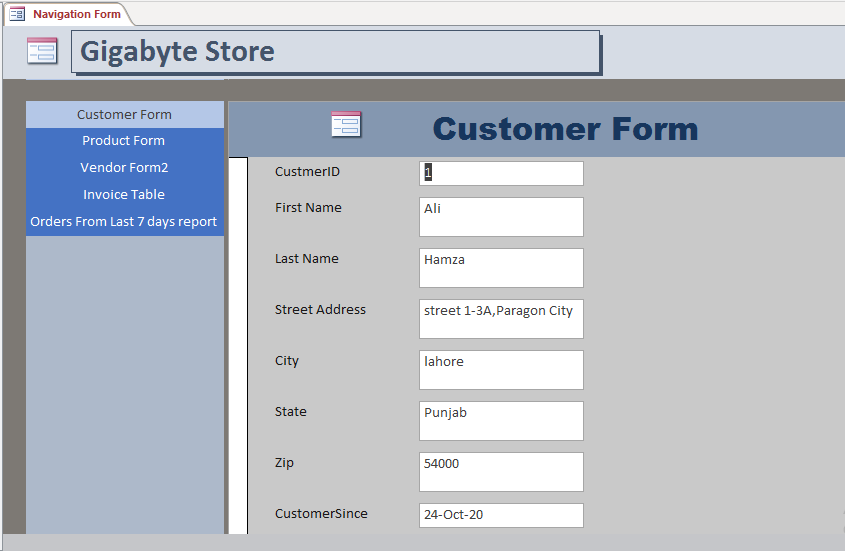 Navigation Form
Gigabyte Store
Customer Form
Product Form
Vendor Form2
Invoice Table
Orders From Last 7 days report
Customer Form
CustmerID 1
First Name Ali
Last Name Hamza
Street Address street 1-3A,Paragon City
City lahore
State Punjab
Zip 54000
CustomerSince 24-Oct-20